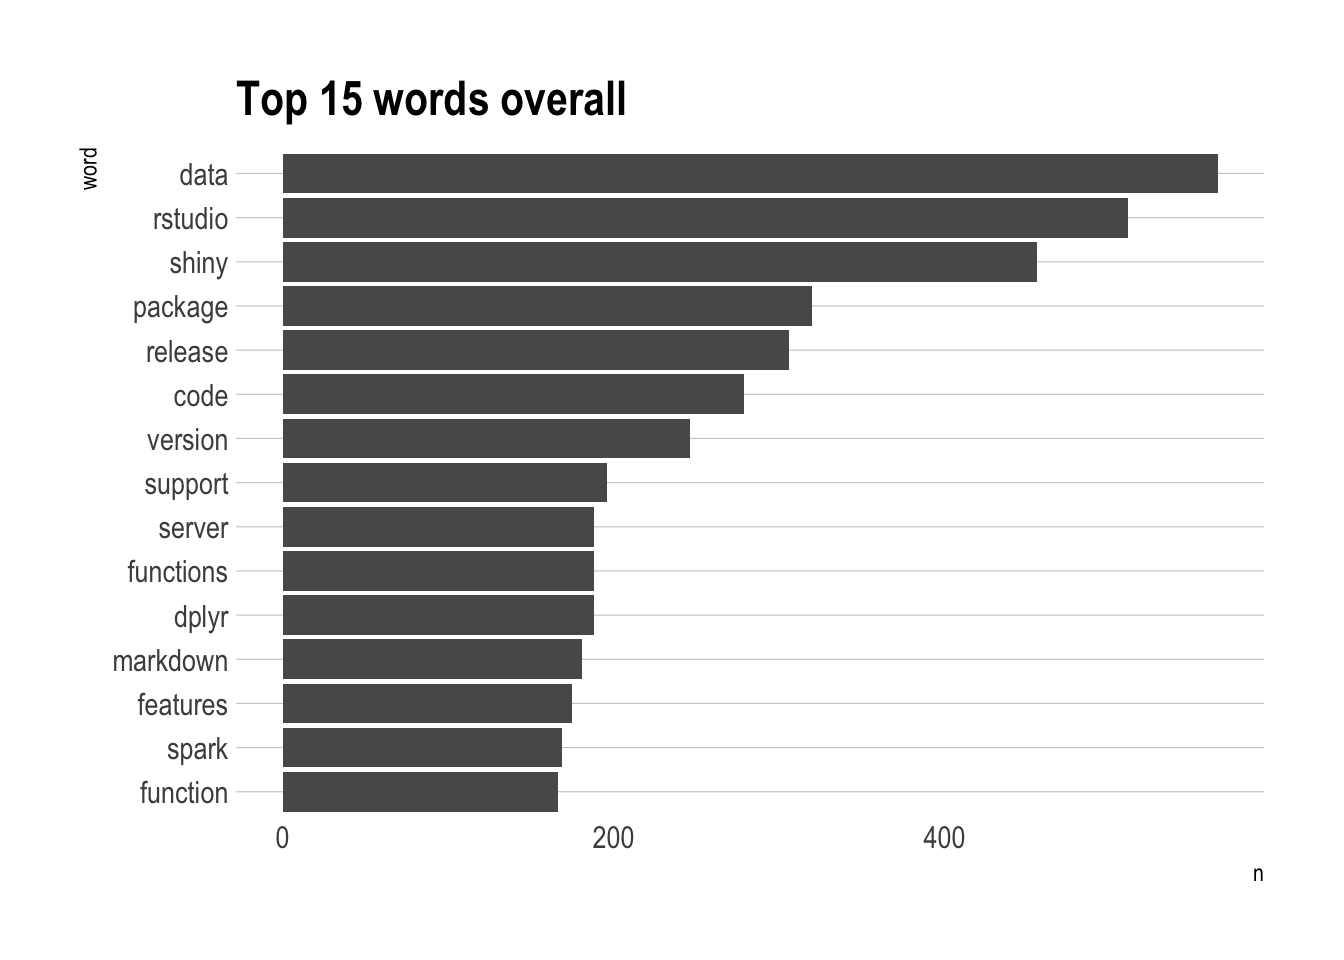 Top 15 words overall
word
data
rstudio
shiny
package
release
code
version
support
server
functions
dplyr
markdown
features
spark
function
0 200 400
n